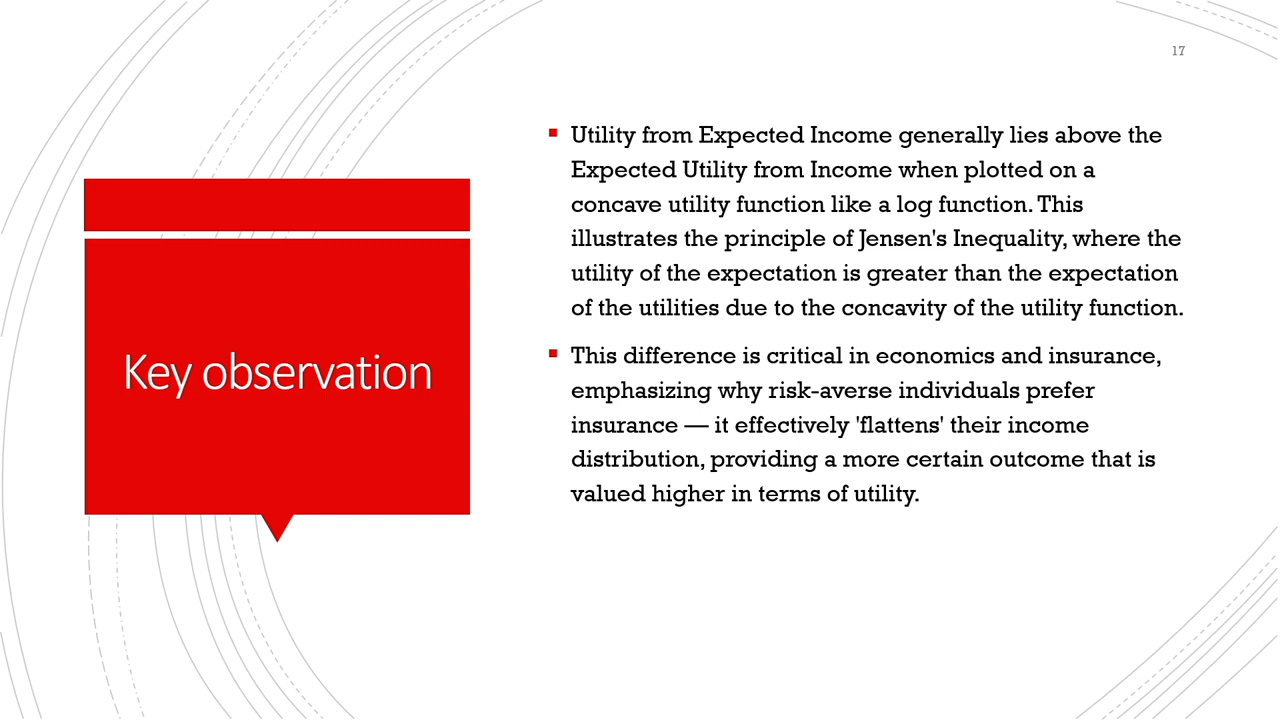 17
Key observation
Utility from Expected Income generally lies above the
Expected Utility from Income when plotted on a
concave utility function like a log function. This
illustrates the principle of Jensen's Inequality, where the
utility of the expectation is greater than the expectation
of the utilities due to the concavity of the utility function.
This difference is critical in economics and insurance,
emphasizing why risk-averse individuals prefer
insurance — it effectively 'flattens' their income
distribution, providing a more certain outcome that is
valued higher in terms of utility.